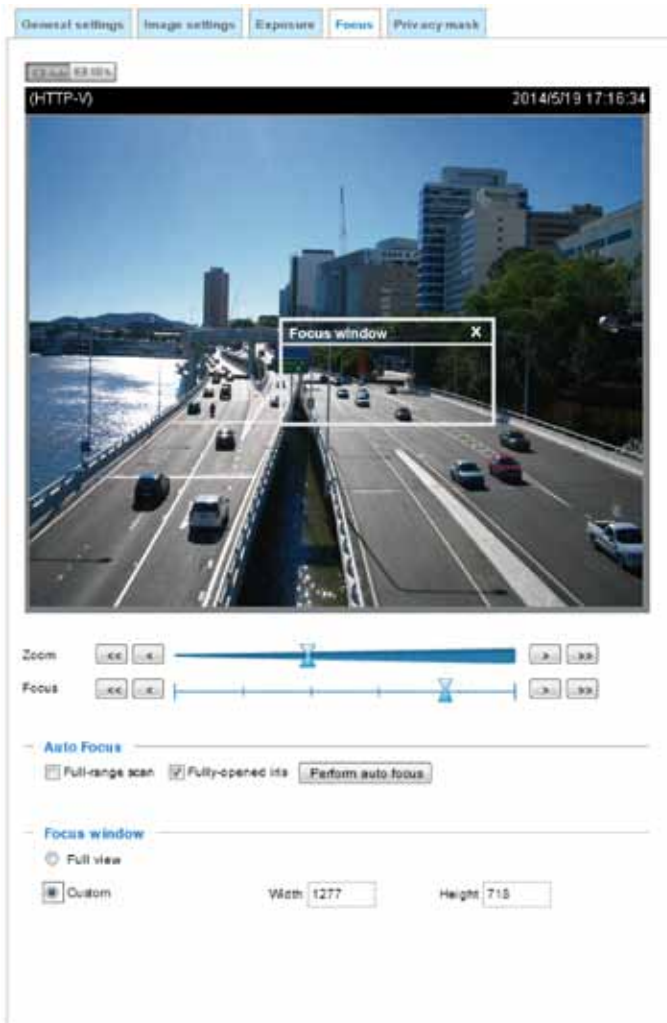 General settings Image settings Exposure Focus Privacy mask
(HTTP-V) 2014/5/19 17:16:34
Focus window X
Zoom << < > >>
Focus << < > >>
Auto Focus
Full-range scan Fully-opened iris Perform auto focus
Focus window
Full view
Custom Width 1277 Height 718